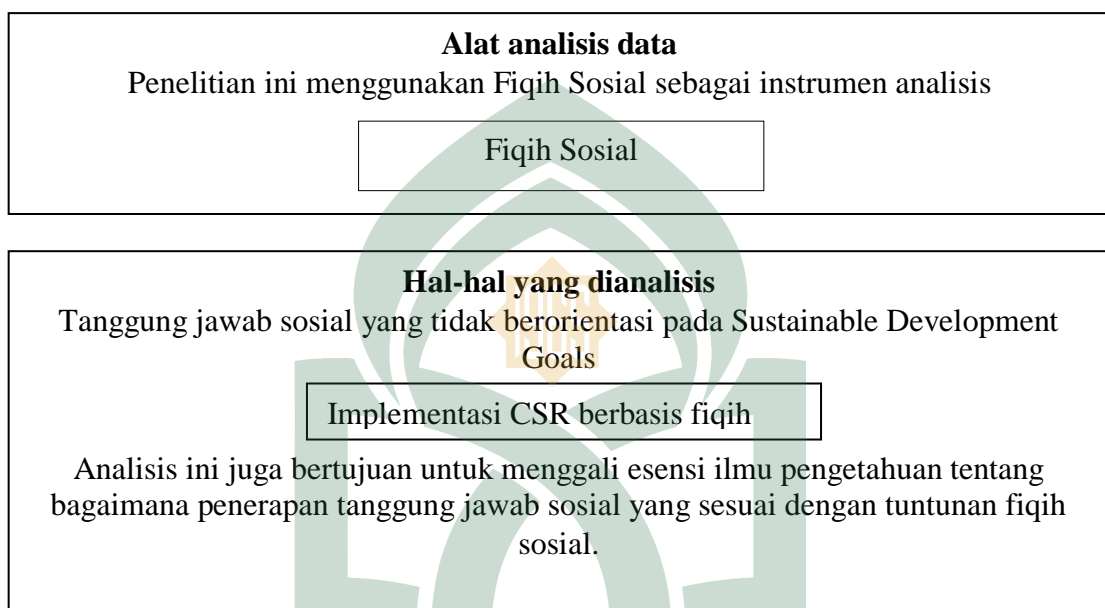 Alat analisis data
Penelitian ini menggunakan Fiqih Sosial sebagai instrumen analisis
Fiqih Sosial
Hal-hal yang dianalisis
Tanggung jawab sosial yang tidak berorientasi pada Sustainable Development
Goals
Implementasi CSR berbasis fiqih
Analisis ini juga bertujuan untuk menggali esensi ilmu pengetahuan tentang
bagaimana penerapan tanggung jawab sosial yang sesuai dengan tuntunan fiqih
sosial.